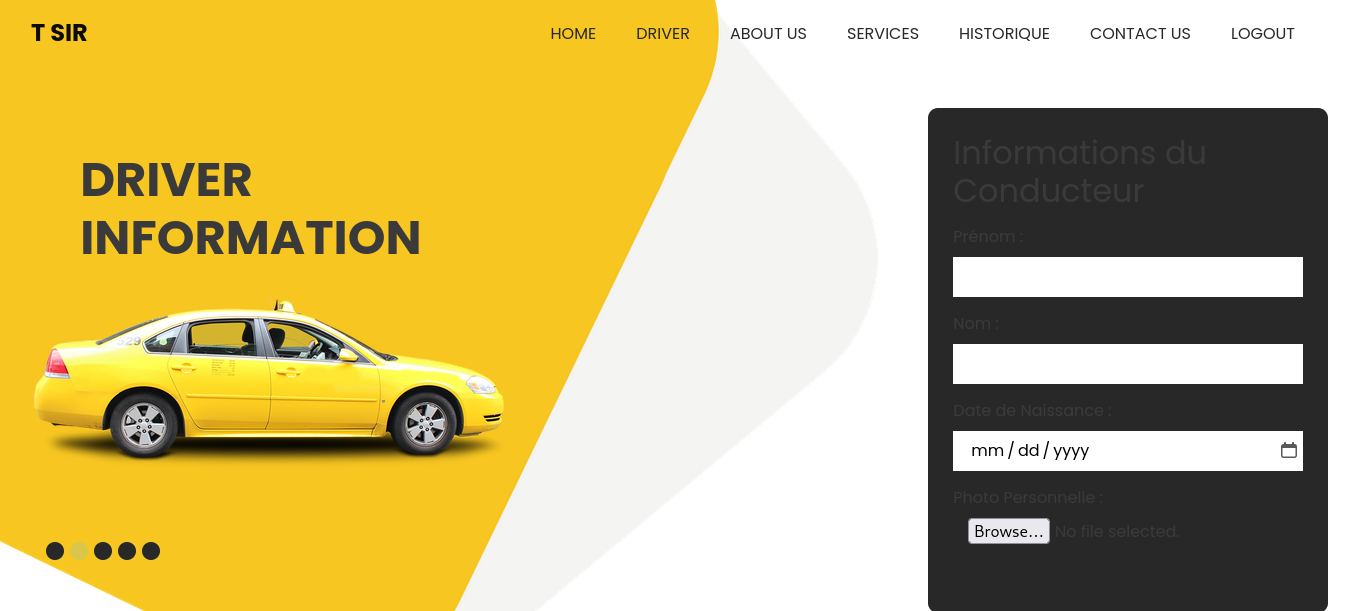 T SIR
HOME DRIVER ABOUT US SERVICES HISTORIQUE CONTACT US LOGOUT
DRIVER
INFORMATION
329
Informations du
Conducteur
Prénom :
Nom :
Date de Naissance :
mm / dd / yyyy
Photo Personnelle :
Browse... No file selected.